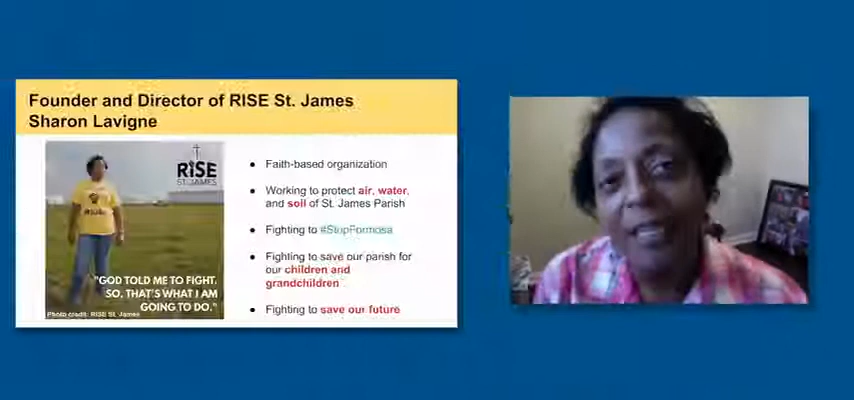 Founder and Director of RISE St. James
Sharon Lavigne
RISE
ST. JAMES
"GOD TOLD ME TO FIGHT.
SO, THAT'S WHAT I AM
GOING TO DO."
Photo credit: RISE St. James
● Faith-based organization
● Working to protect air, water,
and soil of St. James Parish
● Fighting to #StopFormosa
● Fighting to save our parish for
our children and
grandchildren
● Fighting to save our future